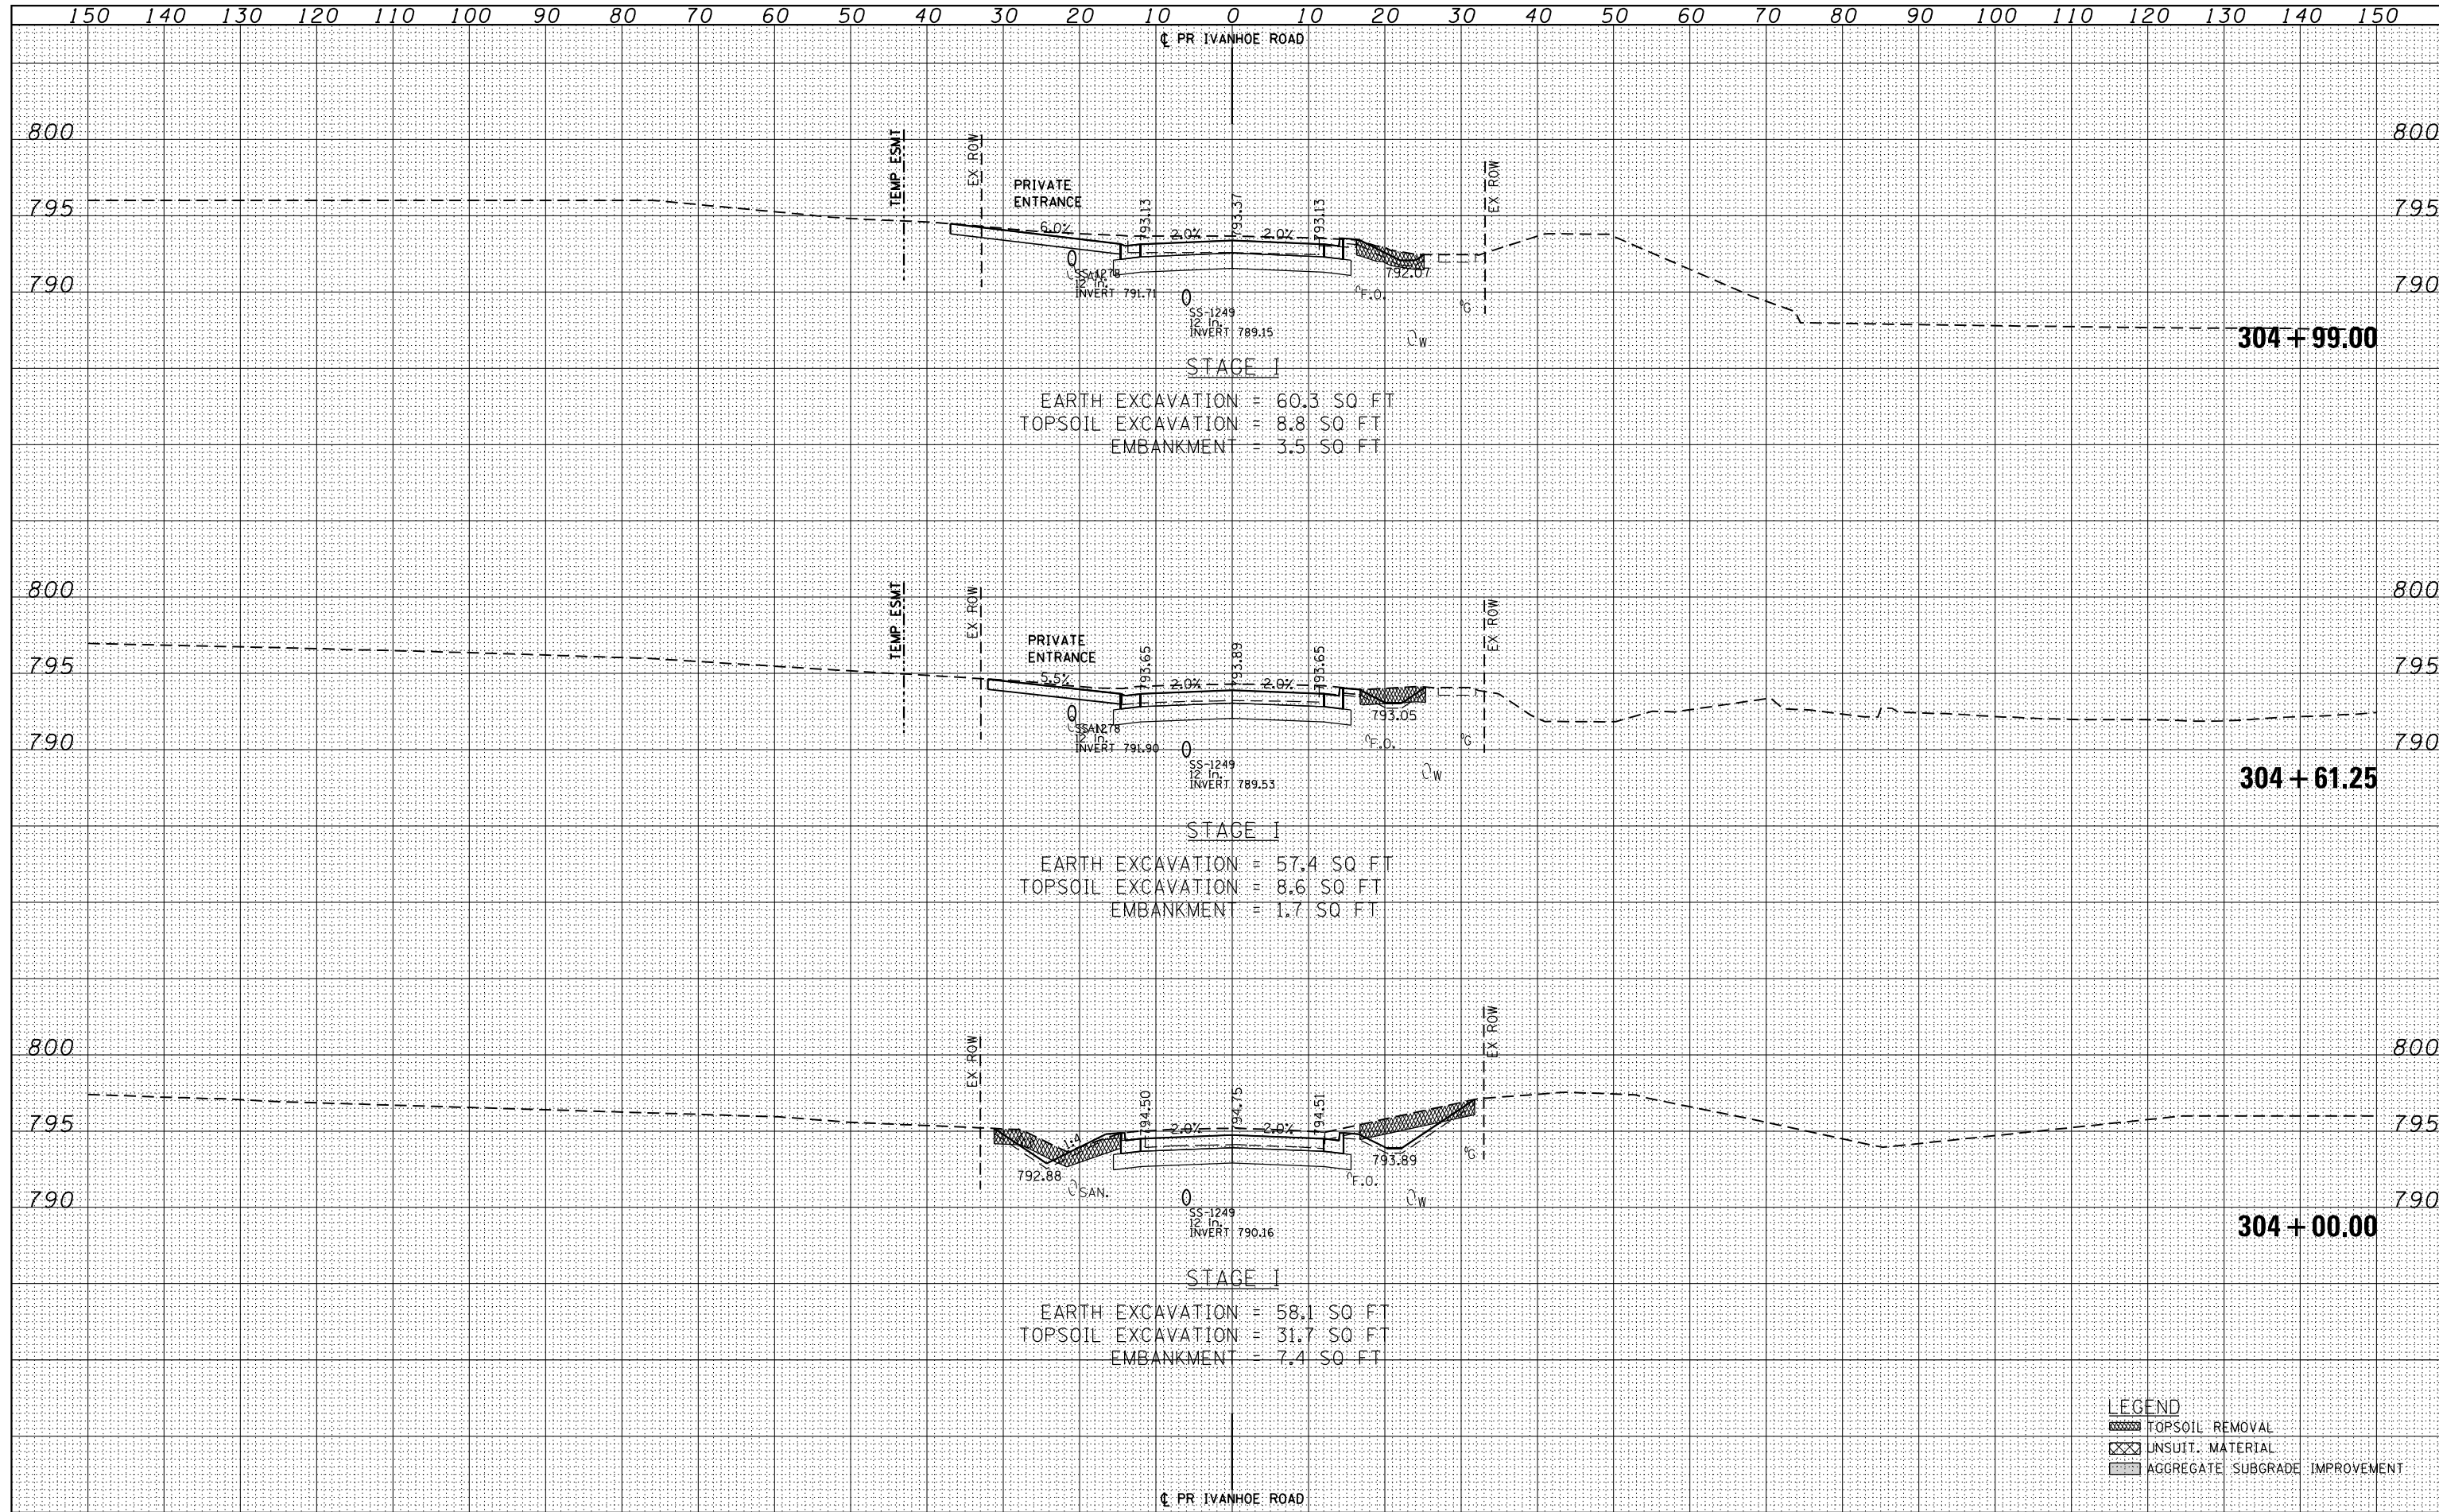 150 140 130 120 110 100 90 80 70 60 50 40 30 20 10 0 10 20 30 40 50 60 70 80 90 100 110 120 130 140 150
℄ PR IVANHOE ROAD
800 800
795 795
790 790
TEMP ESMT
EX ROW
PRIVATE
ENTRANCE
6.0%
793.13
2.0%
793.37
2.0%
793.13
EX ROW
792.07
SS-1278
SAN.
12 In.
INVERT 791.71
F.O.
G
W
SS-1249
12 In.
INVERT 789.15
304+99.00
STAGE I
EARTH EXCAVATION = 60.3 SQ FT
TOPSOIL EXCAVATION = 8.8 SQ FT
EMBANKMENT = 3.5 SQ FT
800 800
795 795
790 790
TEMP ESMT
EX ROW
PRIVATE
ENTRANCE
5.5%
793.65
2.0%
793.89
2.0%
793.65
EX ROW
793.05
SS-1278
SAN.
12 In.
INVERT 791.90
F.O.
G
W
SS-1249
12 In.
INVERT 789.53
304+61.25
STAGE I
EARTH EXCAVATION = 57.4 SQ FT
TOPSOIL EXCAVATION = 8.6 SQ FT
EMBANKMENT = 1.7 SQ FT
800 800
795 795
790 790
EX ROW
1:4
794.50
2.0%
794.75
2.0%
794.51
EX ROW
792.88
793.89
SAN.
F.O.
G
W
SS-1249
12 In.
INVERT 790.16
304+00.00
STAGE I
EARTH EXCAVATION = 58.1 SQ FT
TOPSOIL EXCAVATION = 31.7 SQ FT
EMBANKMENT = 7.4 SQ FT
LEGEND
TOPSOIL REMOVAL
UNSUIT. MATERIAL
AGGREGATE SUBGRADE IMPROVEMENT
℄ PR IVANHOE ROAD